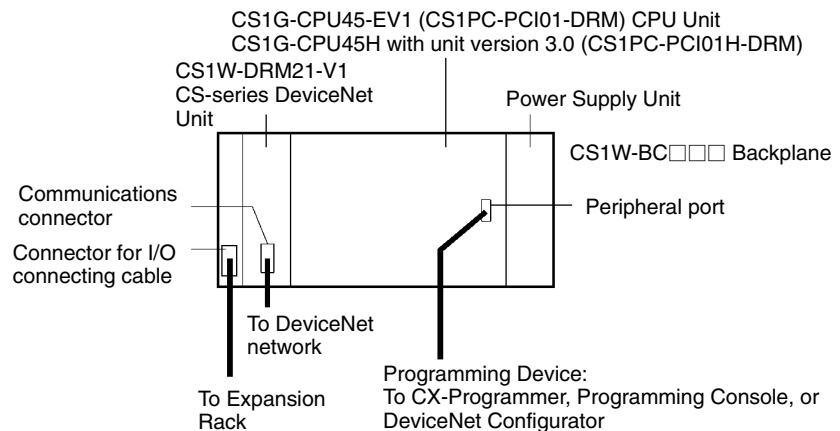 CS1G-CPU45-EV1 (CS1PC-PCI01-DRM) CPU Unit
CS1G-CPU45H with unit version 3.0 (CS1PC-PCI01H-DRM)
CS1W-DRM21-V1
CS-series DeviceNet
Unit
Power Supply Unit
CS1W-BC□□□ Backplane
Communications
connector
Peripheral port
Connector for I/O
connecting cable
To DeviceNet
network
To Expansion
Rack
Programming Device:
To CX-Programmer, Programming Console, or
DeviceNet Configurator